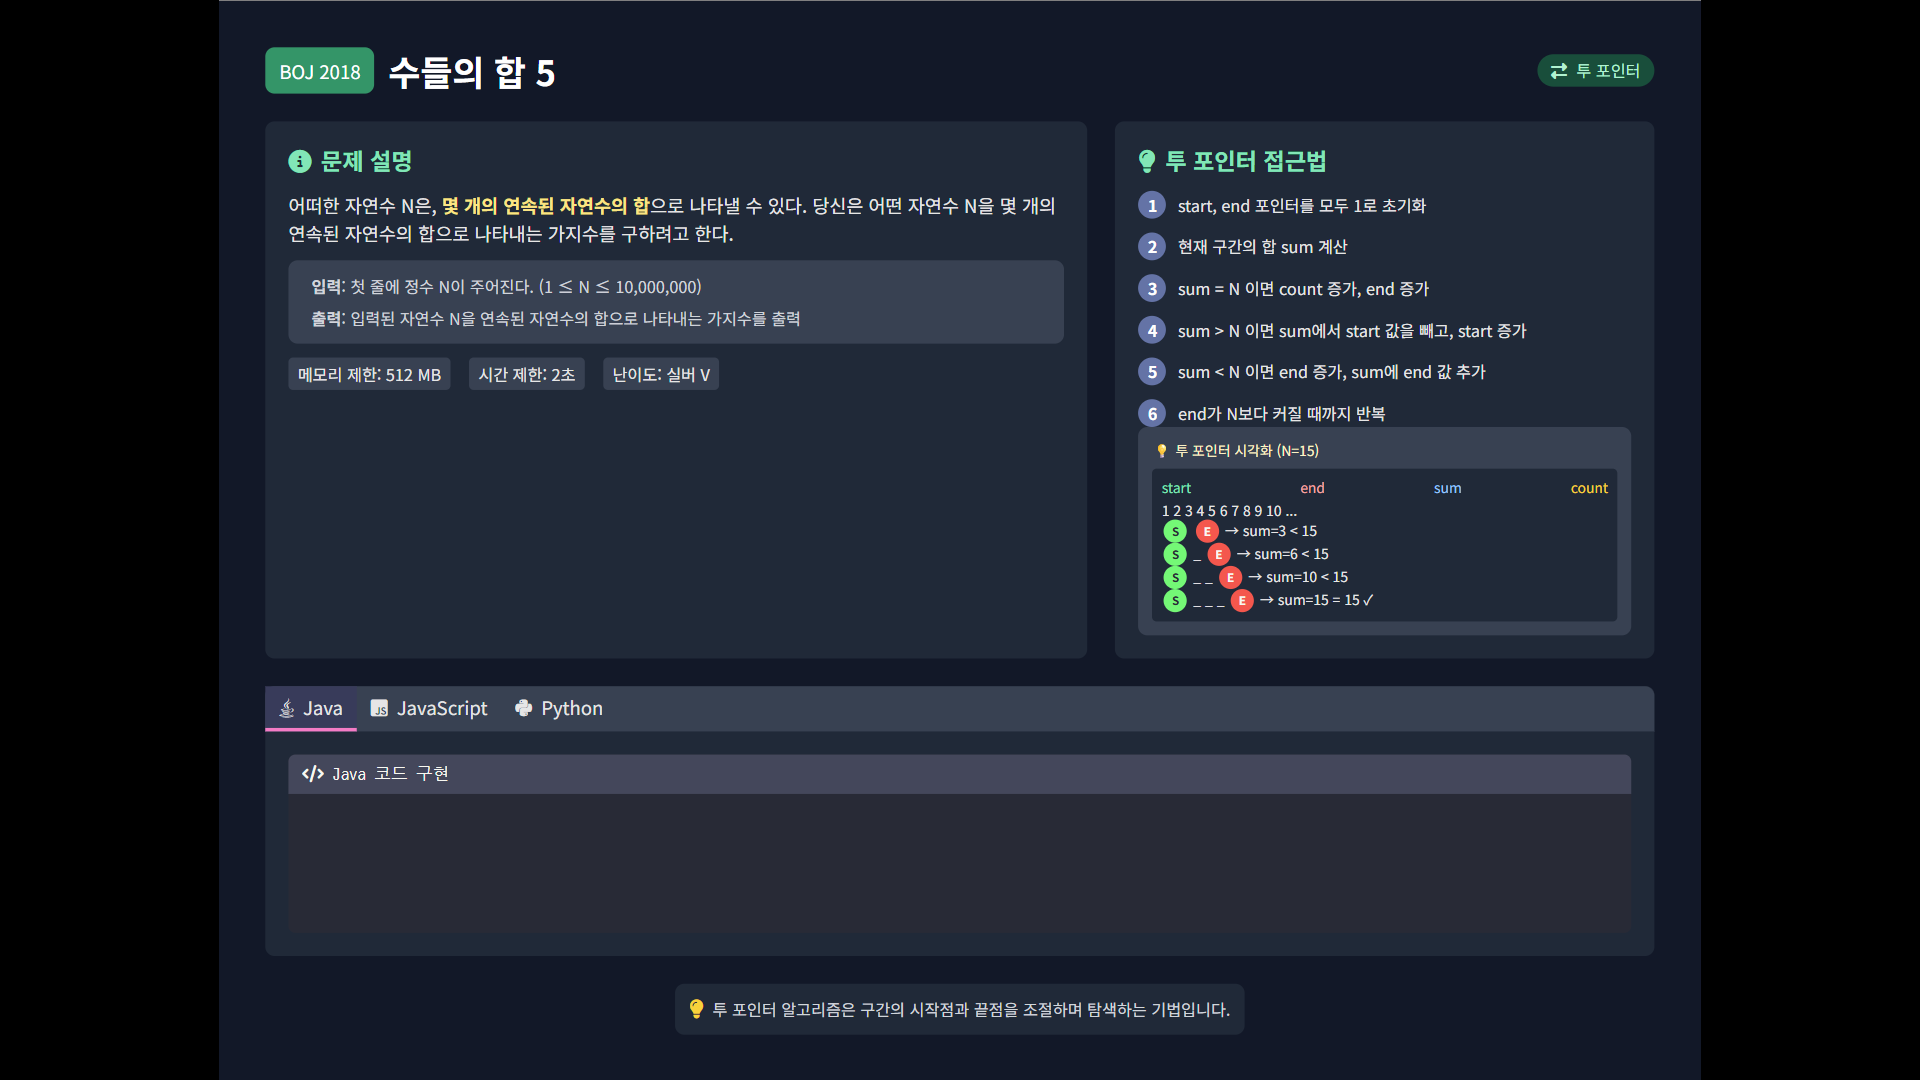 BOJ 2018 수들의 합 5
투 포인터
문제 설명
어떠한 자연수 N은, 몇 개의 연속된 자연수의 합으로 나타낼 수 있다. 당신은 어떤 자연수 N을 몇 개의
연속된 자연수의 합으로 나타내는 가지수를 구하려고 한다.
입력: 첫 줄에 정수 N이 주어진다. (1 ≤ N ≤ 10,000,000)
출력: 입력된 자연수 N을 연속된 자연수의 합으로 나타내는 가지수를 출력
메모리 제한: 512 MB 시간 제한: 2초 난이도: 실버 V
투 포인터 접근법
1 start, end 포인터를 모두 1로 초기화
2 현재 구간의 합 sum 계산
3 sum = N 이면 count 증가, end 증가
4 sum > N 이면 sum에서 start 값을 빼고, start 증가
5 sum < N 이면 end 증가, sum에 end 값 추가
6 end가 N보다 커질 때까지 반복
투 포인터 시각화 (N=15)
start end sum count
1 2 3 4 5 6 7 8 9 10 ...
S E → sum=3 < 15
S _ E → sum=6 < 15
S _ _ E → sum=10 < 15
S _ _ _ E → sum=15 = 15 ✓
Java JavaScript Python
</> Java 코드 구현
투 포인터 알고리즘은 구간의 시작점과 끝점을 조절하며 탐색하는 기법입니다.